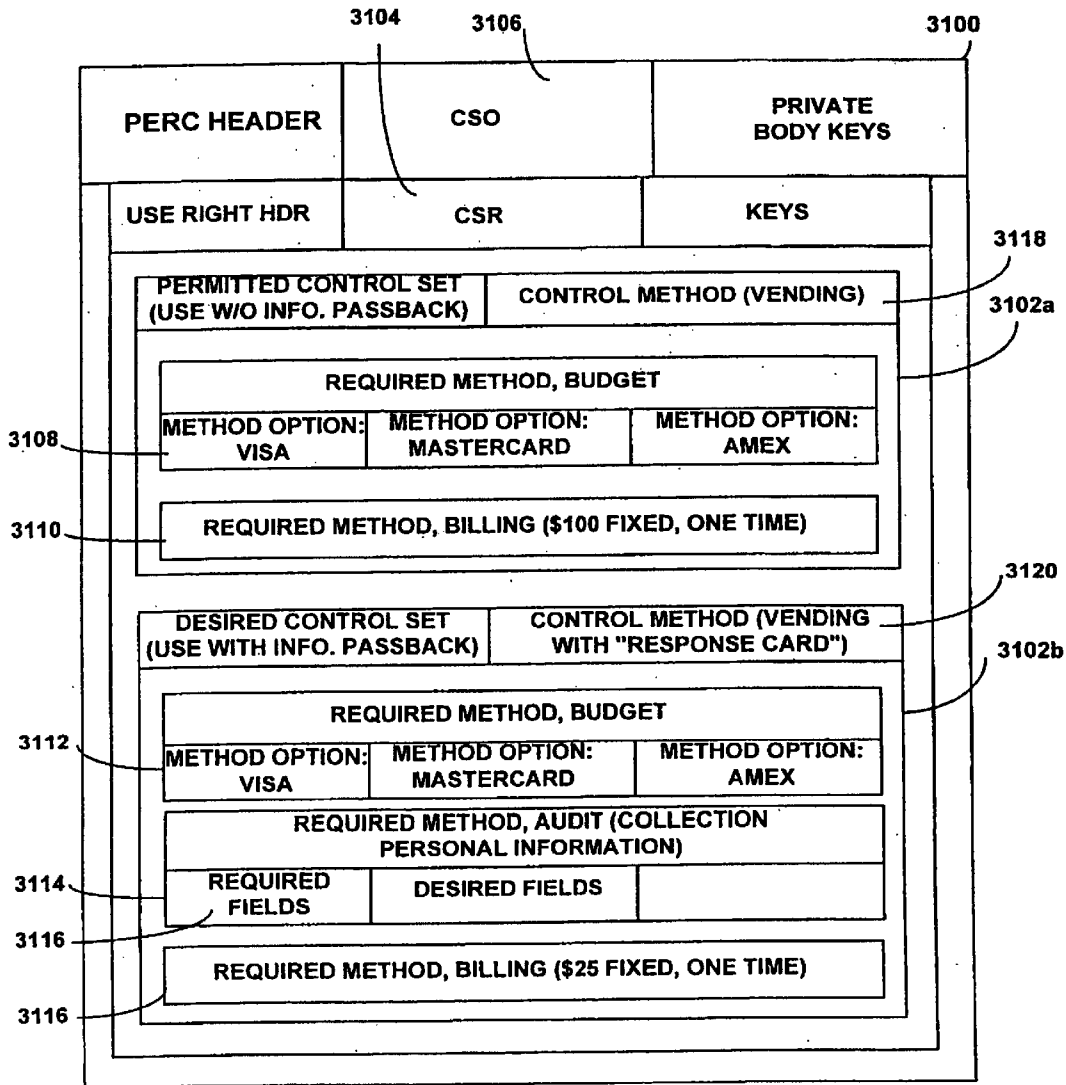 3104
3106
3100
PERC HEADER
CSO
PRIVATE
BODY KEYS
USE RIGHT HDR
CSR
KEYS
3118
PERMITTED CONTROL SET
(USE W/O INFO. PASSBACK)
CONTROL METHOD (VENDING)
3102a
REQUIRED METHOD, BUDGET
3108
METHOD OPTION:
VISA
METHOD OPTION:
MASTERCARD
METHOD OPTION:
AMEX
3110
REQUIRED METHOD, BILLING ($100 FIXED, ONE TIME)
3120
DESIRED CONTROL SET
(USE WITH INFO. PASSBACK)
CONTROL METHOD (VENDING
WITH "RESPONSE CARD")
3102b
REQUIRED METHOD, BUDGET
3112
METHOD OPTION:
VISA
METHOD OPTION:
MASTERCARD
METHOD OPTION:
AMEX
REQUIRED METHOD, AUDIT (COLLECTION
PERSONAL INFORMATION)
3114
REQUIRED
FIELDS
DESIRED FIELDS
3116
REQUIRED METHOD, BILLING ($25 FIXED, ONE TIME)
3116